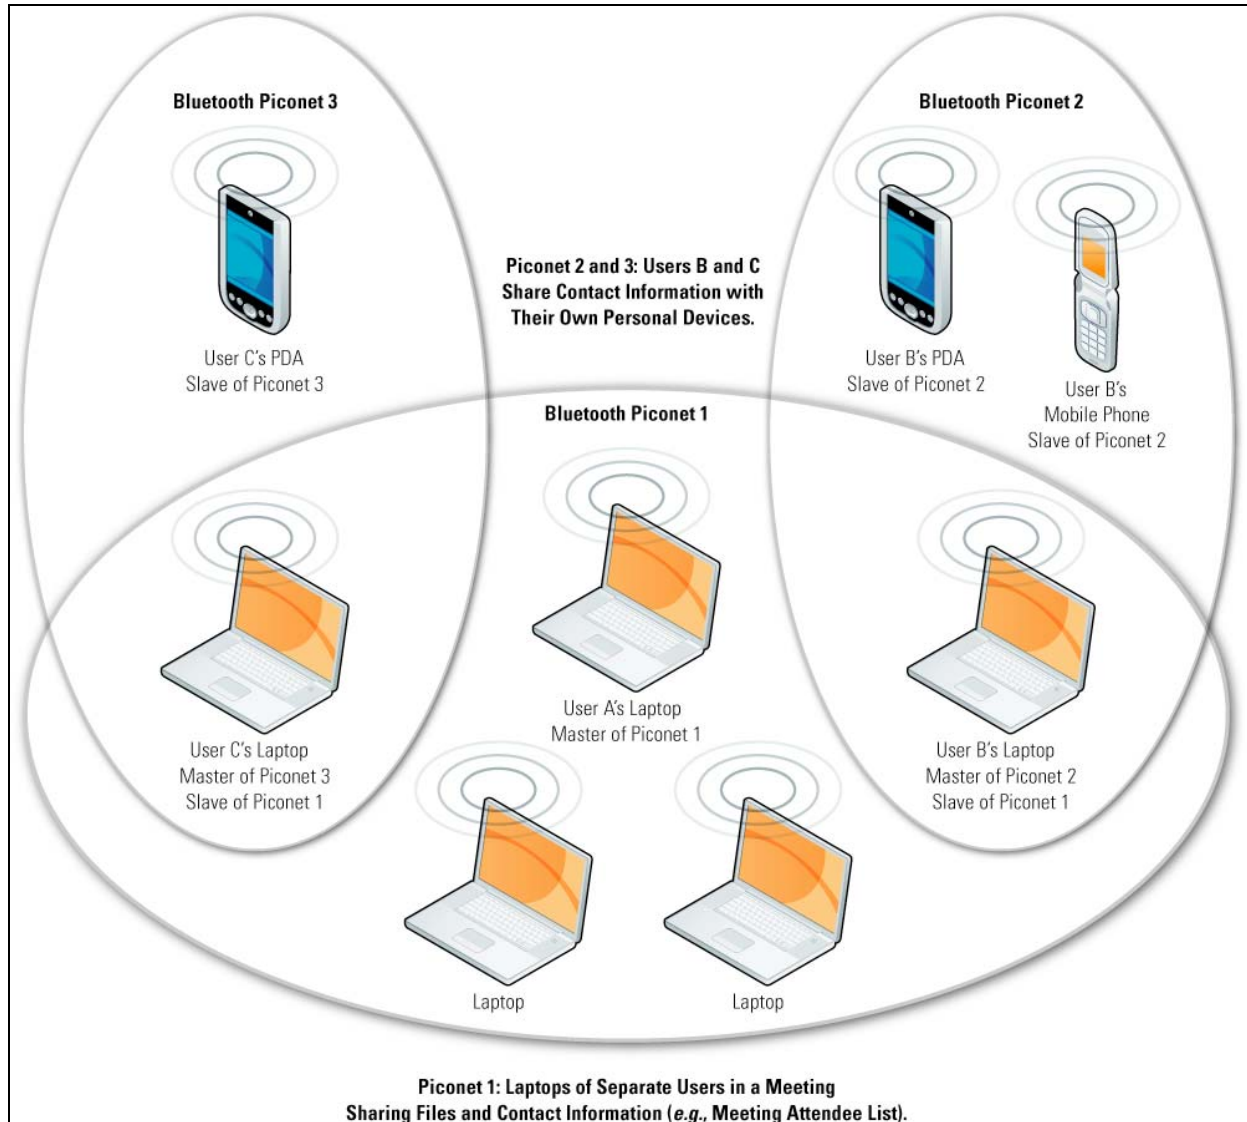 Bluetooth Piconet 3
Bluetooth Piconet 2
Piconet 2 and 3: Users B and C
Share Contact Information with
Their Own Personal Devices.
User C's PDA
Slave of Piconet 3
User B's PDA
Slave of Piconet 2
User B's
Mobile Phone
Slave of Piconet 2
Bluetooth Piconet 1
User A's Laptop
Master of Piconet 1
User C's Laptop
Master of Piconet 3
Slave of Piconet 1
User B's Laptop
Master of Piconet 2
Slave of Piconet 1
Laptop
Laptop
Piconet 1: Laptops of Separate Users in a Meeting
Sharing Files and Contact Information (e.g., Meeting Attendee List).